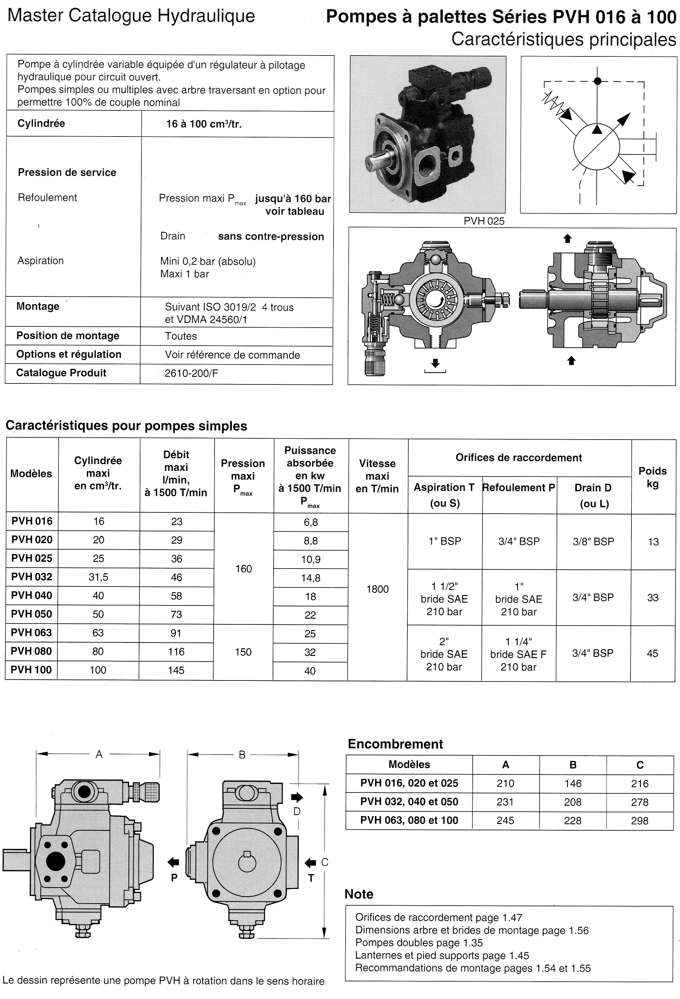 Master Catalogue Hydraulique
Pompes à palettes Séries PVH 016 à 100
Caractéristiques principales
Pompe à cylindrée variable équipée d'un régulateur à pilotage
hydraulique pour circuit ouvert.
Pompes simples ou multiples avec arbre traversant en option pour
permettre 100% de couple nominal
Cylindrée 16 à 100 cm³/tr.
Pression de service
Refoulement Pression maxi Pmax jusqu'à 160 bar
voir tableau
Drain sans contre-pression
Aspiration Mini 0,2 bar (absolu)
Maxi 1 bar
Montage Suivant ISO 3019/2 4 trous
et VDMA 24560/1
Position de montage Toutes
Options et régulation Voir référence de commande
Catalogue Produit 2610-200/F
PVH 025
Caractéristiques pour pompes simples
Modèles
Cylindrée
maxi
en cm³/tr.
Débit
maxi
l/min,
à 1500 T/min
Pression
maxi
Pmax
Puissance
absorbée
en kw
à 1500 T/min
Pmax
Vitesse
maxi
en T/min
Orifices de raccordement
Aspiration T
(ou S)
Refoulement P
Drain D
(ou L)
Poids
kg
PVH 016 16 23 6,8
PVH 020 20 29 8,8
PVH 025 25 36 10,9
PVH 032 31,5 46 14,8
PVH 040 40 58 18
PVH 050 50 73 22
PVH 063 63 91 25
PVH 080 80 116 32
PVH 100 100 145 40
160
150
1800
1" BSP 3/4" BSP 3/8" BSP 13
1 1/2"
bride SAE
210 bar
1"
bride SAE
210 bar
3/4" BSP
33
2"
bride SAE
210 bar
1 1/4"
bride SAE F
210 bar
3/4" BSP
45
A
B
D
P
T
C
Le dessin représente une pompe PVH à rotation dans le sens horaire
Encombrement
Modèles A B C
PVH 016, 020 et 025 210 146 216
PVH 032, 040 et 050 231 208 278
PVH 063, 080 et 100 245 228 298
Note
Orifices de raccordement page 1.47
Dimensions arbre et brides de montage page 1.56
Pompes doubles page 1.35
Lanternes et pied supports page 1.45
Recommandations de montage pages 1.54 et 1.55